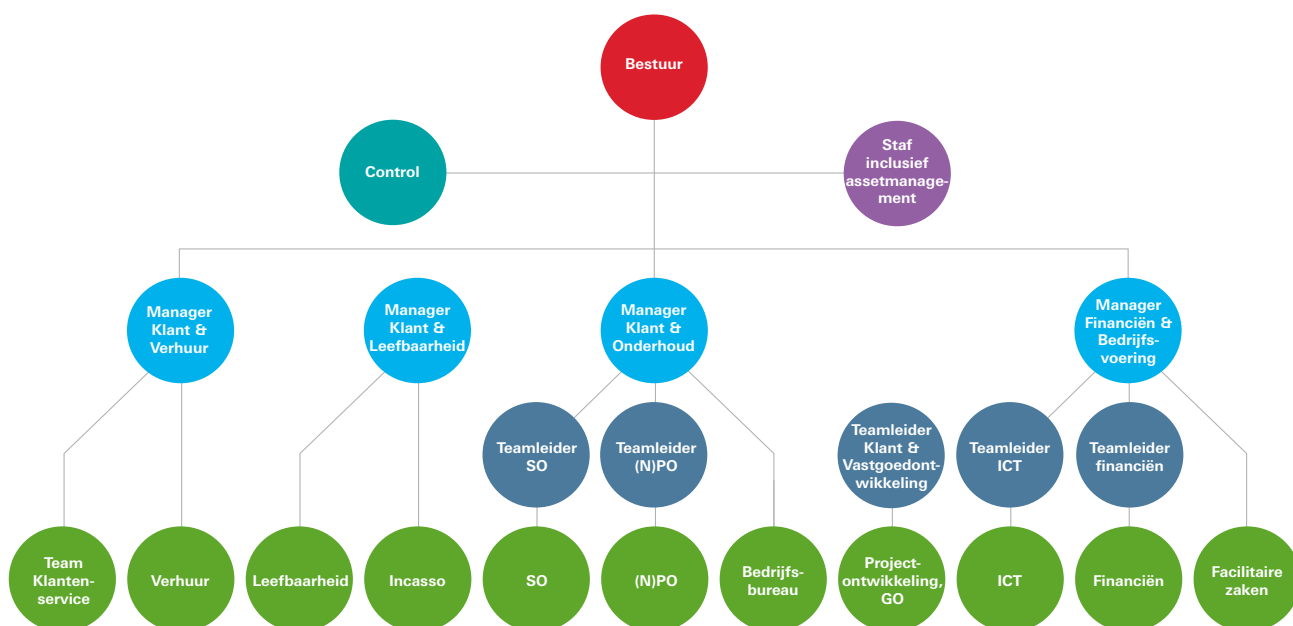 Bestuur
Control
Staf
inclusief
assetmanage-
ment
Manager
Klant &
Verhuur
Manager
Klant &
Leefbaarheid
Manager
Klant &
Onderhoud
Manager
Financiën &
Bedrijfs-
voering
Teamleider
SO
Teamleider
(N)PO
Teamleider
Klant &
Vastgoedont-
wikkeling
Teamleider
ICT
Teamleider
financiën
Team
Klanten-
service
Verhuur
Leefbaarheid
Incasso
SO
(N)PO
Bedrijfs-
bureau
Project-
ontwikkeling,
GO
ICT
Financiën
Facilitaire
zaken